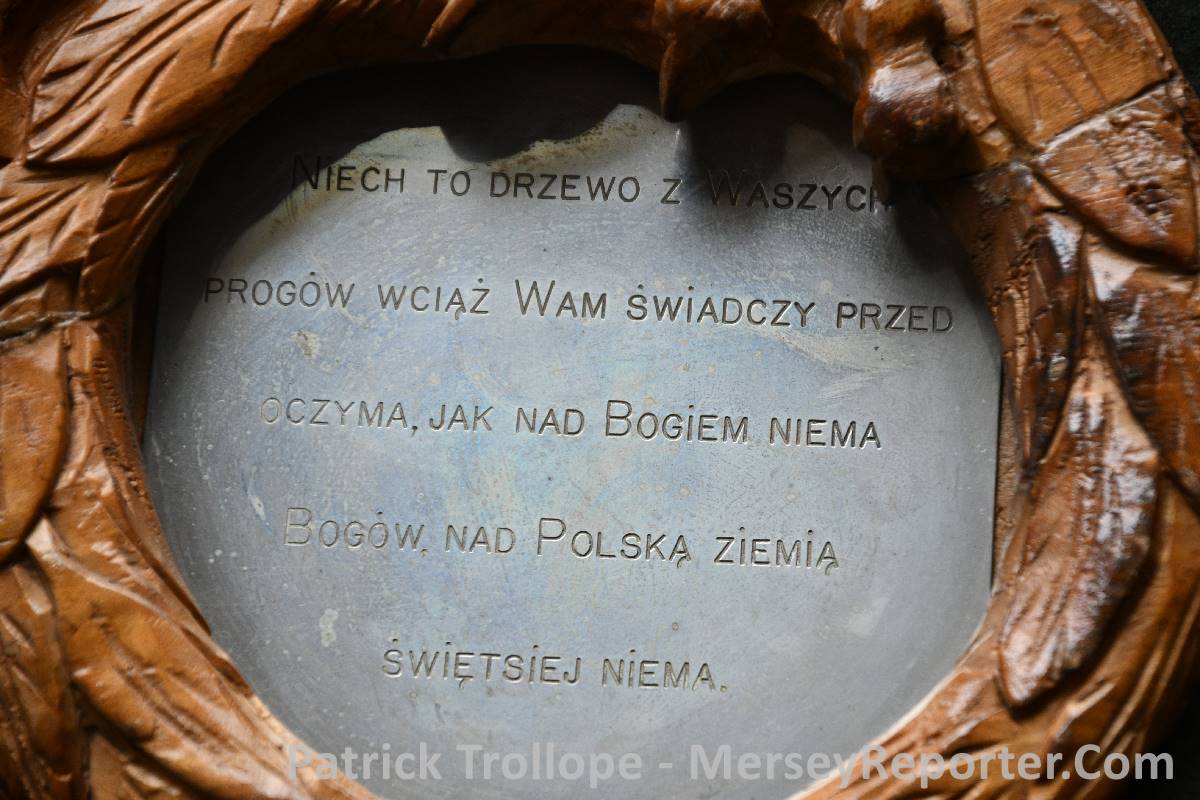 Niech to drzewo z Waszych
progów wciąż Wam świadczy przed
oczyma, jak nad Bogiem niema
Bogów, nad Polską ziemią
świętsiej niema.
Patrick Trollope - MerseyReporter.Com